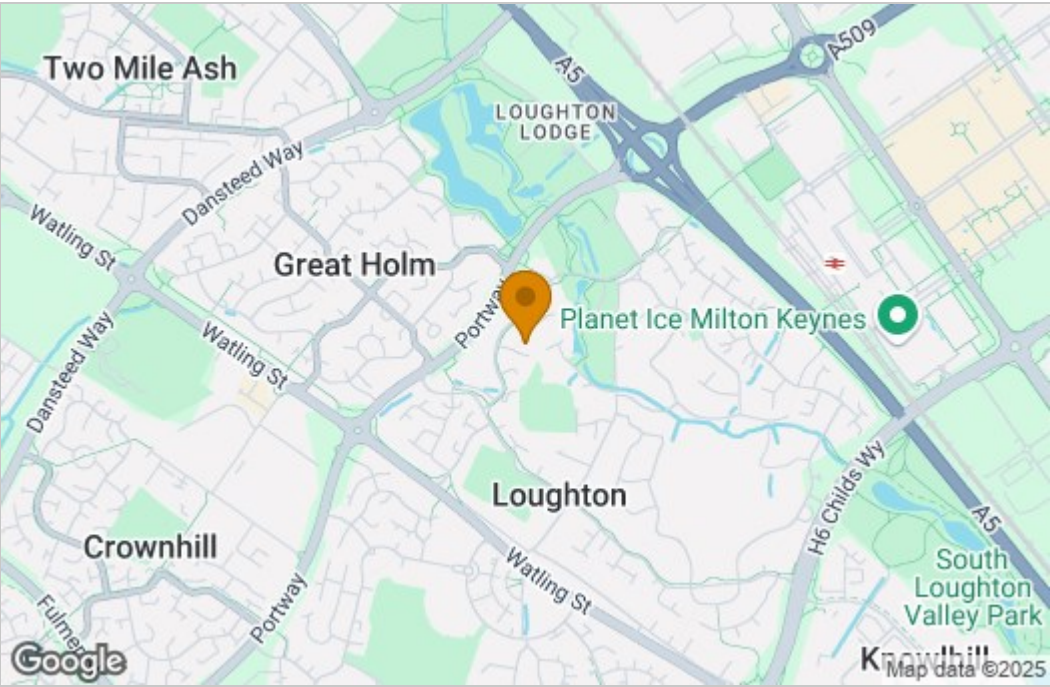 A509
A5
Two Mile Ash
LOUGHTON
LODGE
Dansteed Way
Watling St
Great Holm
Portway
Planet Ice Milton Keynes
Watling St
Dansteed Way
H6 Childs Wy
Loughton
A5
Crownhill
Watling St
South
Loughton
Valley Park
Portway
Google
Map data ©2025